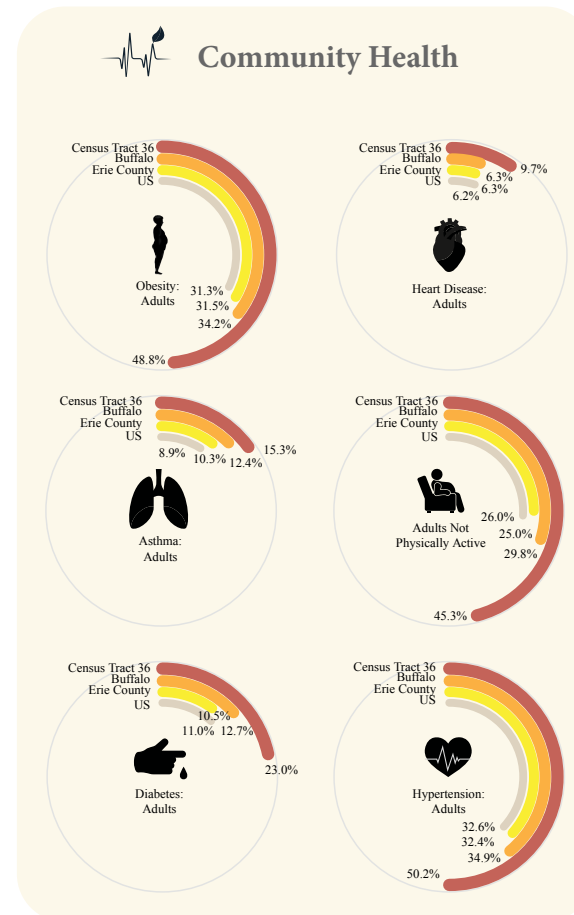 Community Health
Census Tract 36
Buffalo
Erie County
US
31.3%
31.5%
34.2%
48.8%
Obesity:
Adults
Census Tract 36
Buffalo
Erie County
US
9.7%
6.3%
6.3%
6.2%
Heart Disease:
Adults
Census Tract 36
Buffalo
Erie County
US
8.9%
10.3%
12.4%
15.3%
Asthma:
Adults
Census Tract 36
Buffalo
Erie County
US
26.0%
25.0%
29.8%
45.3%
Adults Not
Physically Active
Census Tract 36
Buffalo
Erie County
US
10.5%
11.0%
12.7%
23.0%
Diabetes:
Adults
Census Tract 36
Buffalo
Erie County
US
32.6%
32.4%
34.9%
50.2%
Hypertension:
Adults